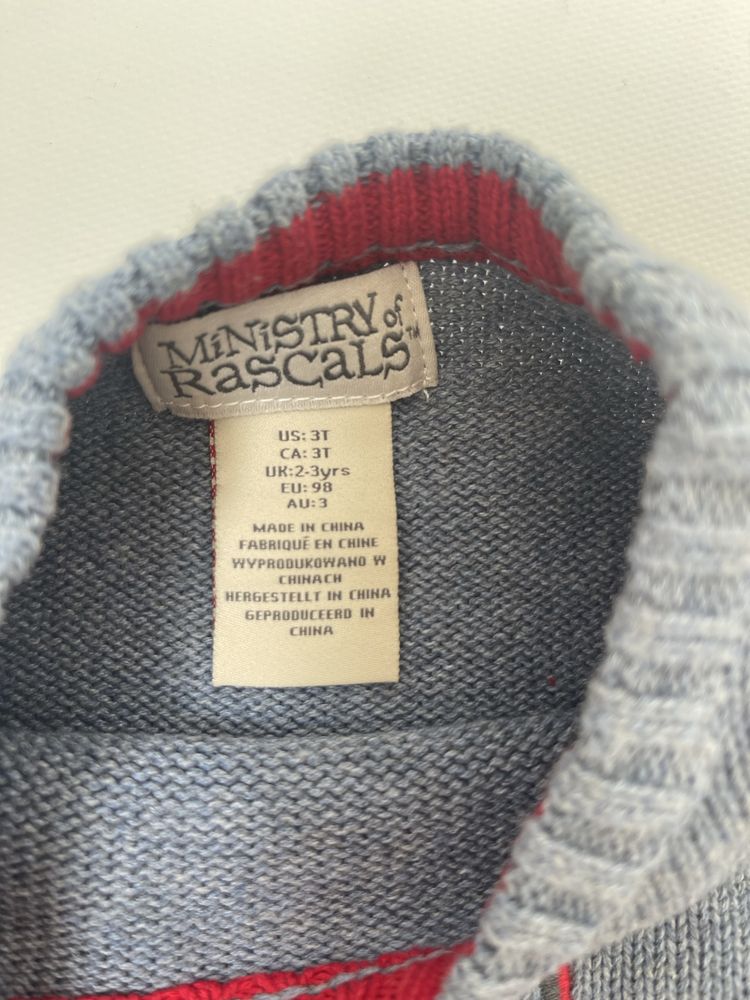 MiNiSTRY of
RaSCaLS™
US: 3T
CA: 3T
UK:2-3yrs
EU: 98
AU: 3
MADE IN CHINA
FABRIQUÉ EN CHINE
WYPRODUKOWANO W
CHINACH
HERGESTELLT IN CHINA
GEPRODUCEERD IN
CHINA